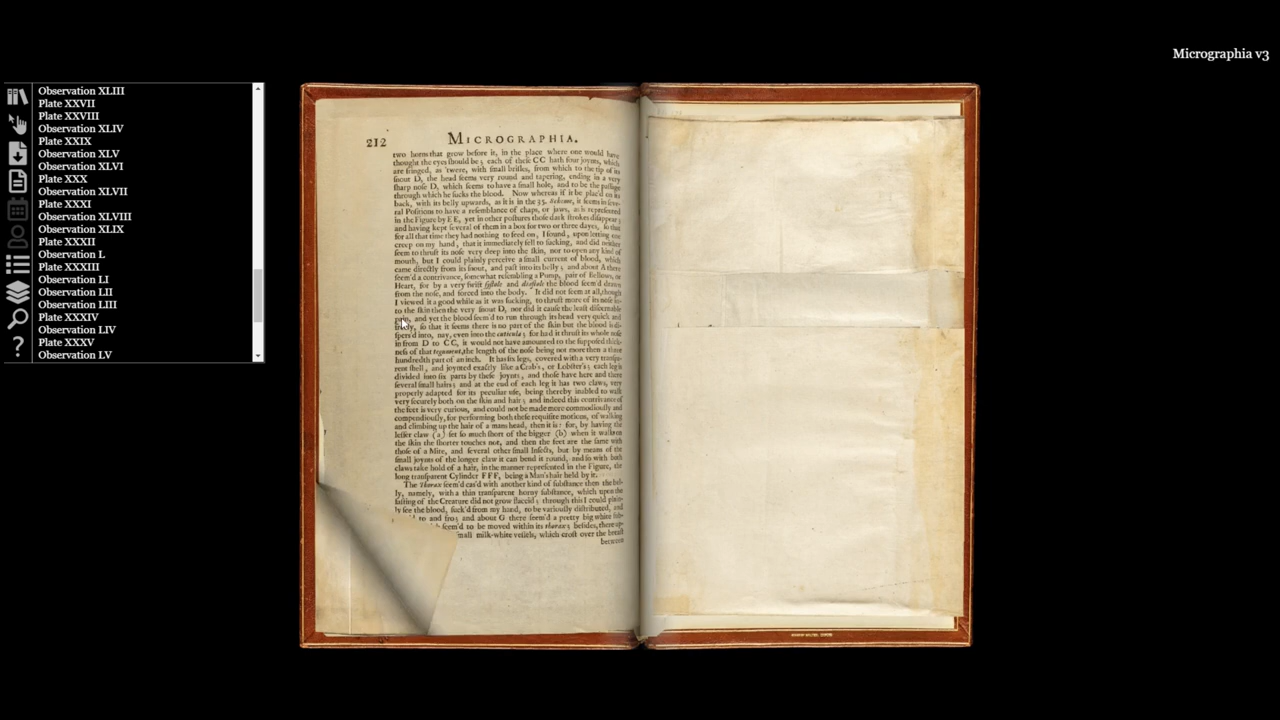 Micrographia v3
Observation XLIII
Plate XXVII
Plate XXVIII
Observation XLIV
Plate XXIX
Observation XLV
Observation XLVI
Plate XXX
Observation XLVII
Plate XXXI
Observation XLVIII
Observation XLIX
Plate XXXII
Observation L
Plate XXXIII
Observation LI
Observation LII
Observation LIII
Plate XXXIV
Observation LIV
Plate XXXV
Observation LV
?
212 MICROGRAPHIA.
two horns that grow before it, in the place where one would have
thought the eyes ſhould be; each of theſe CC hath four joynts, which
are fringed, as 'twere, with ſmall briſtles, from which to the tip of its
ſnout D, the head ſeems very round and tapering, ending in a very
ſharp noſe D, which ſeems to have a ſmall hole, and to be the paſſage
through which he ſucks the blood. Now whereas if it be plac'd on its
back, with its belly upwards, as it is in the 35. Scheme, it ſeems in ſeve-
ral Poſitions to have a reſemblance of chaps, or jaws, as is repreſented
in the Figure by EE, yet in other poſtures thoſe dark ſtrokes diſappear;
and having kept ſeveral of them in a box for two or three dayes, ſo that
for all that time they had nothing to feed on, I found, upon letting one
creep on my hand, that it immediately fell to ſucking, and did neither
ſeem to thruſt its noſe very deep into the ſkin, nor to open any kind of
mouth, but I could plainly perceive a ſmall current of blood, which
came directly from its ſnout, and paſt into its belly; and about A there
ſeem'd a contrivance, ſomewhat reſembling a Pump, pair of Bellows, or
Heart, for by a very ſwift ſyſtole and diaſtole the blood ſeem'd drawn
from the noſe, and forced into the body. It did not ſeem at all, though
I viewed it a good while as it was ſucking, to thruſt more of its noſe in-
to the ſkin then the very ſnout D, nor did it cauſe the leaſt diſcernable
pain, and yet the blood ſeem'd to run through its head very quick and
freely, ſo that it ſeems there is no part of the ſkin but the blood is di-
ſpers'd into, nay, even into the cuticula; for had it thruſt its whole noſe
in from D to CC, it would not have amounted to the ſuppoſed thick-
neſs of that tegument, the length of the noſe being not more then a three
hundredth part of an inch. It has ſix legs, covered with a very tranſpa-
rent ſhell, and joynted exactly like a Crab's, or Lobſter's; each leg is
divided into ſix parts by theſe joynts, and thoſe have here and there
ſeveral ſmall hairs; and at the end of each leg it has two claws, very
properly adapted for its peculiar uſe, being thereby inabled to walk
very ſecurely both on the ſkin and hair; and indeed this contrivance of
the feet is very curious, and could not be made more commodiouſly and
compendiouſly, for performing both theſe requiſite motions, of walking
and climbing up the hair of a mans head, then it is: for, by having the
leſſer claw (a) ſet ſo much ſhort of the bigger (b) when it walks on
the ſkin the ſhorter touches not, and then the feet are the ſame with
thoſe of a Mite, and ſeveral other ſmall Inſects, but by means of the
ſmall joynts of the longer claw it can bend it round, and ſo with both
claws take hold of a hair, in the manner repreſented in the Figure, the
long tranſparent Cylinder FFF, being a Man's hair held by it.
The Thorax ſeem'd cas'd with another kind of ſubſtance then the bel-
ly, namely, with a thin tranſparent horny ſubſtance, which upon the
faſting of the Creature did not grow flaccid; through this I could plain-
ly ſee the blood, ſuck'd from my hand, to be variouſly diſtributed, and
to and fro; and about G there ſeem'd a pretty big white ſub-
ſeem'd to be moved within its thorax; beſides, there ap-
ſmall milk-white veſſels, which croſt over the breaſt
between